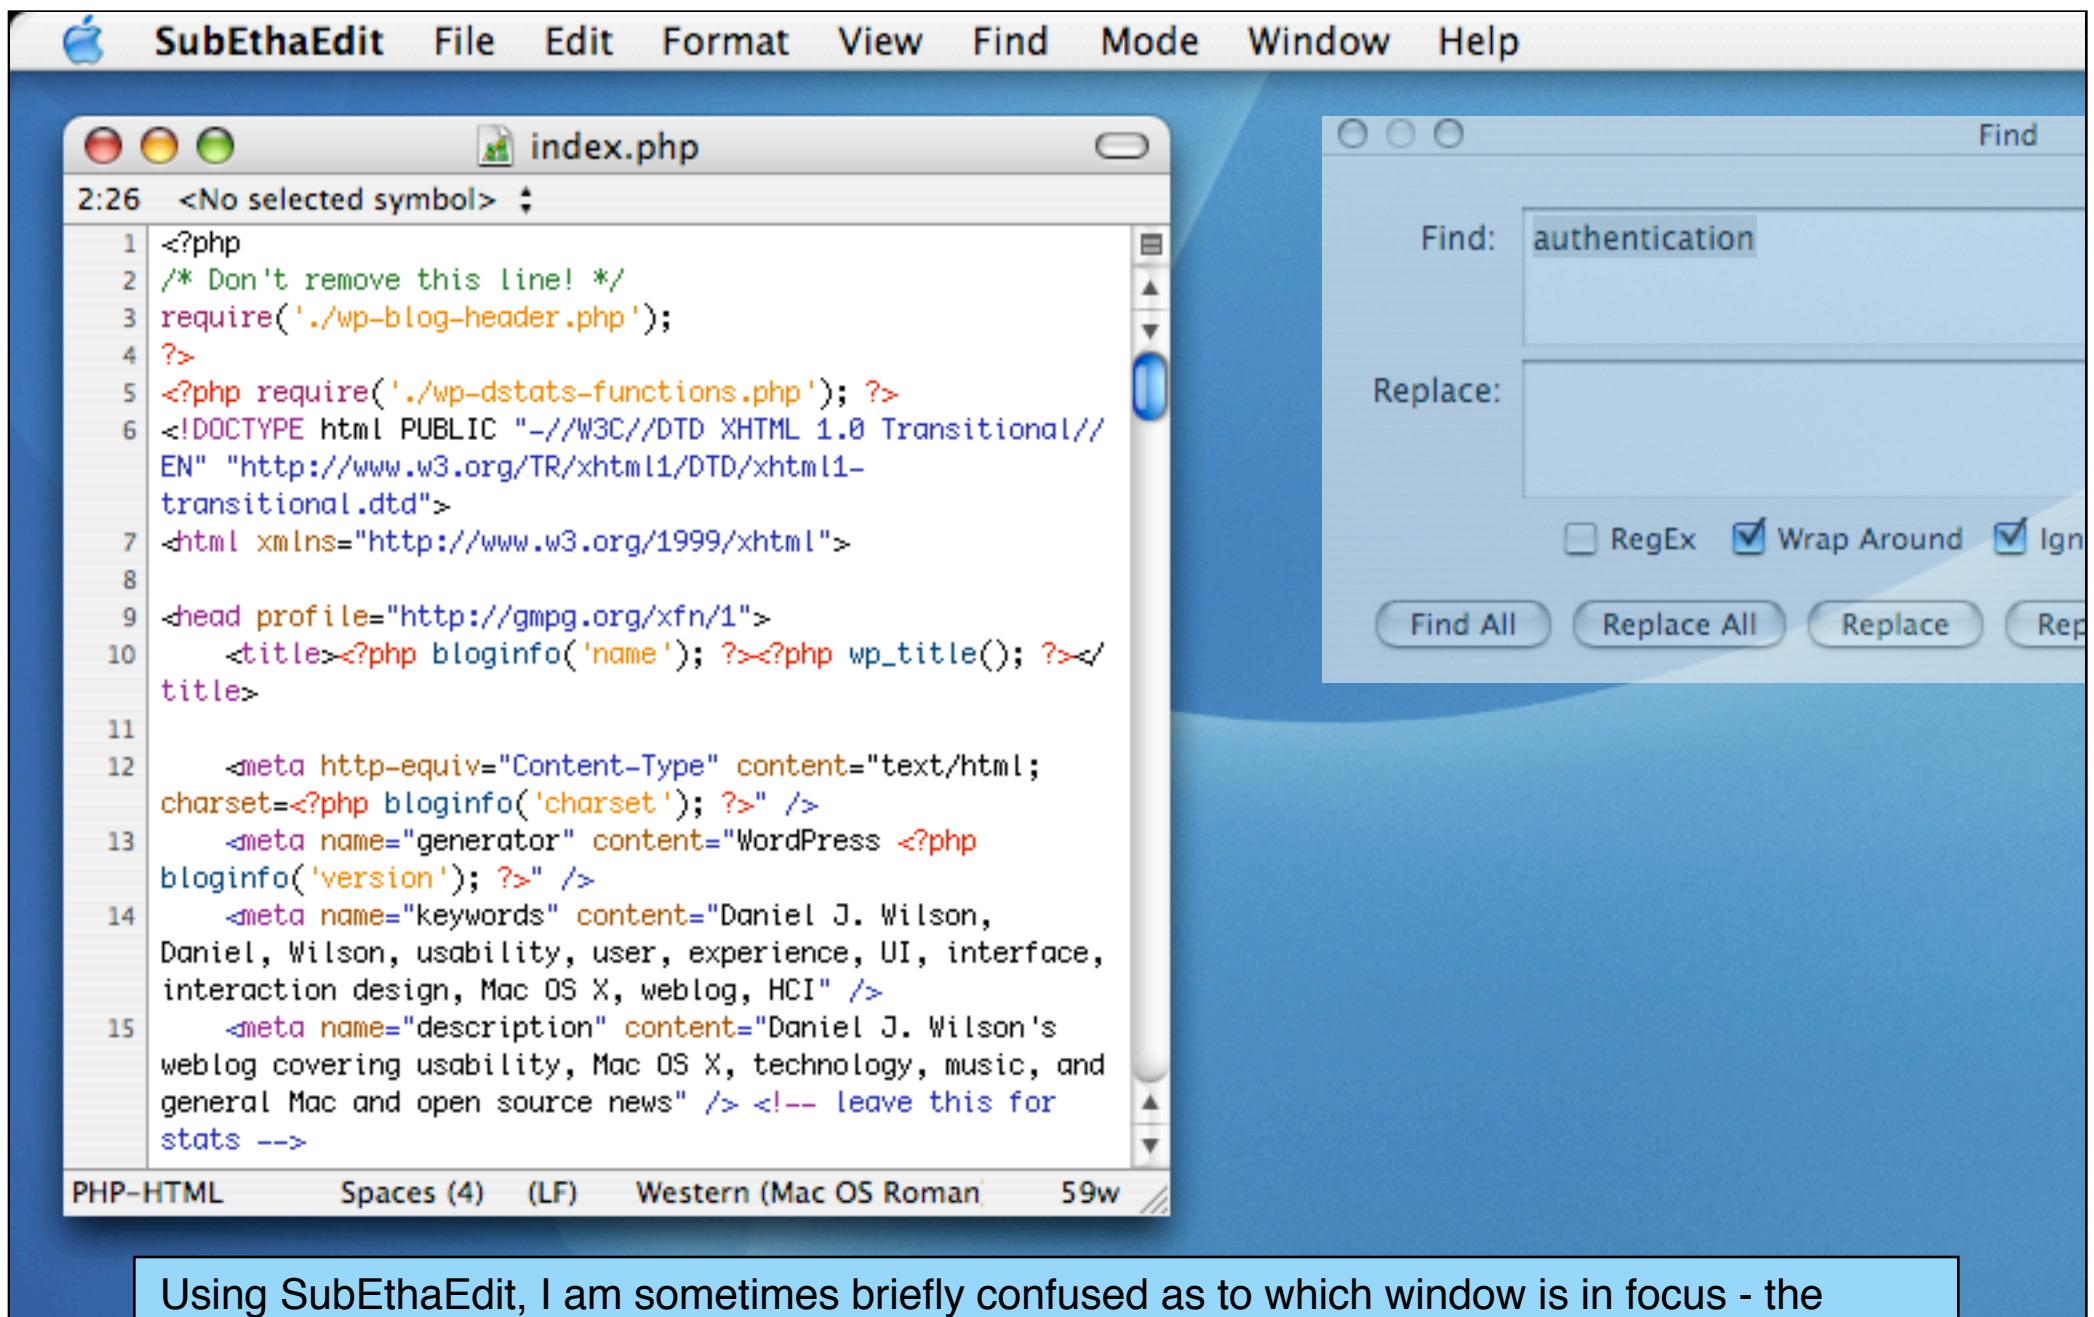 SubEthaEdit File Edit Format View Find Mode Window Help
index.php
2:26 <No selected symbol>
1 <?php
2 /* Don't remove this line! */
3 require('./wp-blog-header.php');
4 ?>
5 <?php require('./wp-dstats-functions.php'); ?>
6 <!DOCTYPE html PUBLIC "-//W3C//DTD XHTML 1.0 Transitional//
EN" "http://www.w3.org/TR/xhtml1/DTD/xhtml1-
transitional.dtd">
7 <html xmlns="http://www.w3.org/1999/xhtml">
8
9 <head profile="http://gmpg.org/xfn/1">
10 <title><?php bloginfo('name'); ?><?php wp_title(); ?></
title>
11
12 <meta http-equiv="Content-Type" content="text/html;
charset=<?php bloginfo('charset'); ?>" />
13 <meta name="generator" content="WordPress <?php
bloginfo('version'); ?>" />
14 <meta name="keywords" content="Daniel J. Wilson,
Daniel, Wilson, usability, user, experience, UI, interface,
interaction design, Mac OS X, weblog, HCI" />
15 <meta name="description" content="Daniel J. Wilson's
weblog covering usability, Mac OS X, technology, music, and
general Mac and open source news" /> <!-- leave this for
stats -->
PHP-HTML Spaces (4) (LF) Western (Mac OS Roman 59w
Find
Find: authentication
Replace:
RegEx Wrap Around Ign
Find All Replace All Replace Rep
Using SubEthaEdit, I am sometimes briefly confused as to which window is in focus - the